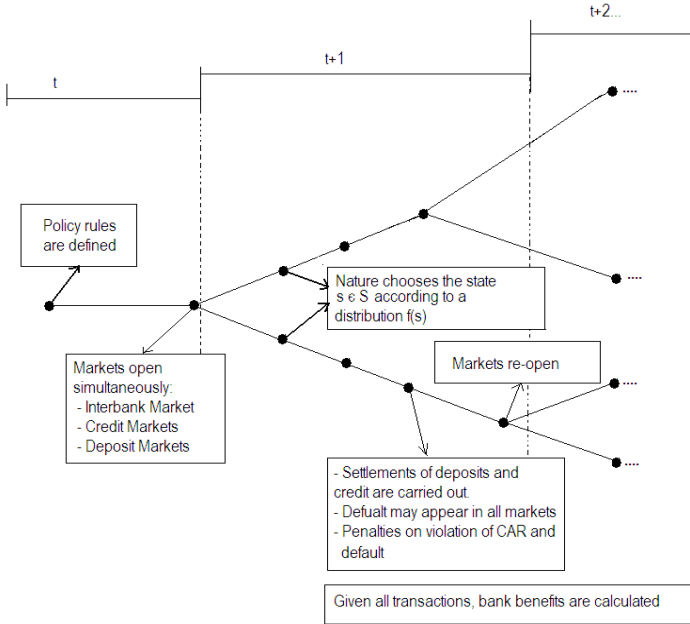 t+2...
t+1
t
....
Policy rules
are defined
Nature chooses the state
s ϵ S according to a
distribution f(s)
....
Markets open
simultaneously:
- Interbank Market
- Credit Markets
- Deposit Markets
Markets re-open
....
....
- Settlements of deposits and
credit are carried out.
- Defualt may appear in all markets
- Penalties on violation of CAR and
default
Given all transactions, bank benefits are calculated